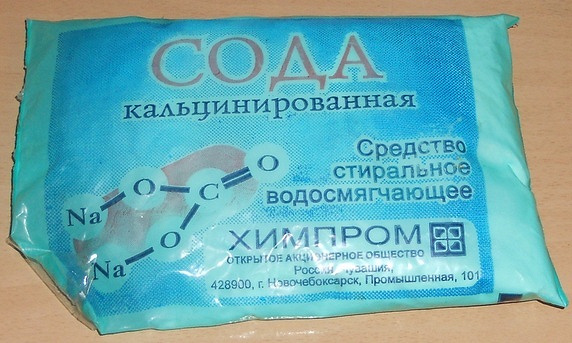 СОДА
кальцинированная
Средство
стиральное
водосмягчающее
O
C
O
Na
O
Na
ХИМПРОМ
ОТКРЫТОЕ АКЦИОНЕРНОЕ ОБЩЕСТВО
Россия, Чувашия,
428900, г. Новочебоксарск, Промышленная, 101